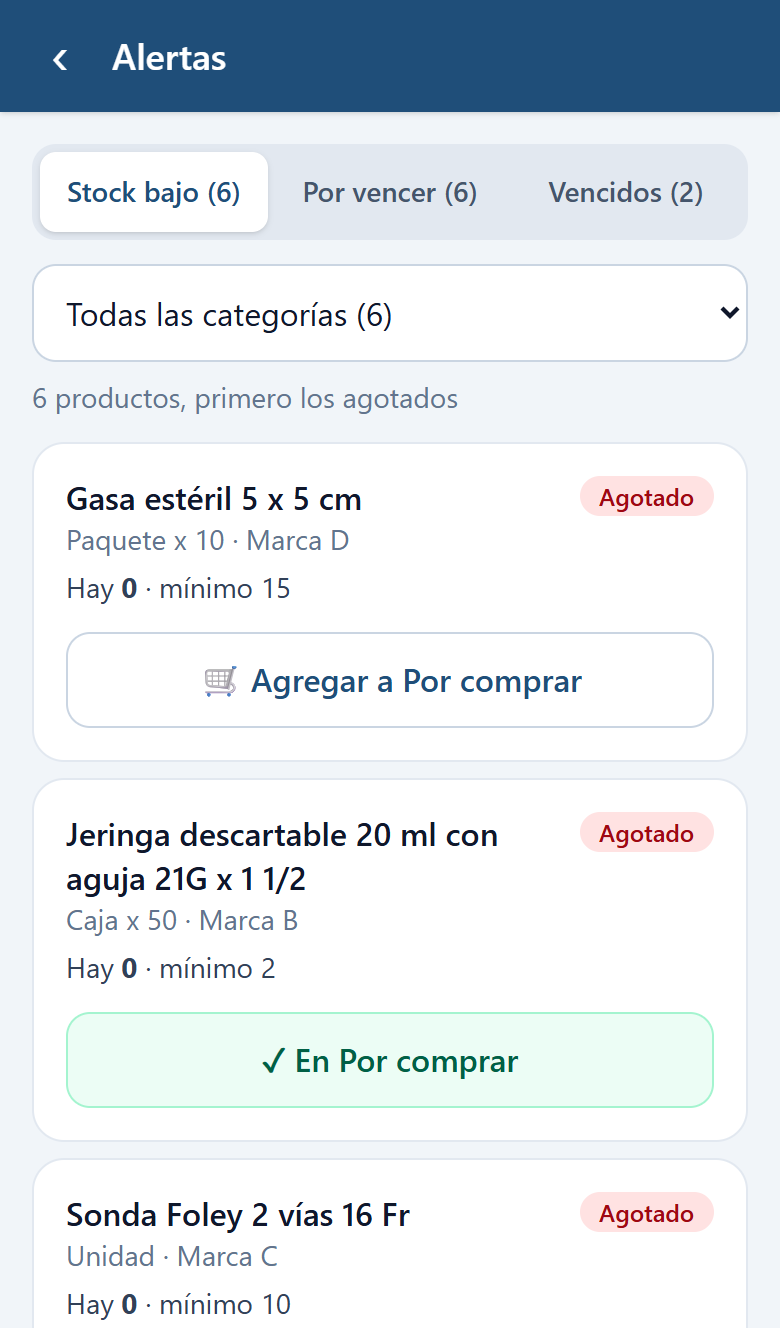 Alertas
Stock bajo (6)
Por vencer (6)
Vencidos (2)
Todas las categorías (6)
6 productos, primero los agotados
Gasa estéril 5 x 5 cm
Agotado
Paquete x 10 · Marca D
Hay 0 · mínimo 15
Agregar a Por comprar
Jeringa descartable 20 ml con
aguja 21G x 1 1/2
Agotado
Caja x 50 · Marca B
Hay 0 · mínimo 2
✓ En Por comprar
Sonda Foley 2 vías 16 Fr
Agotado
Unidad · Marca C
Hay 0 · mínimo 10